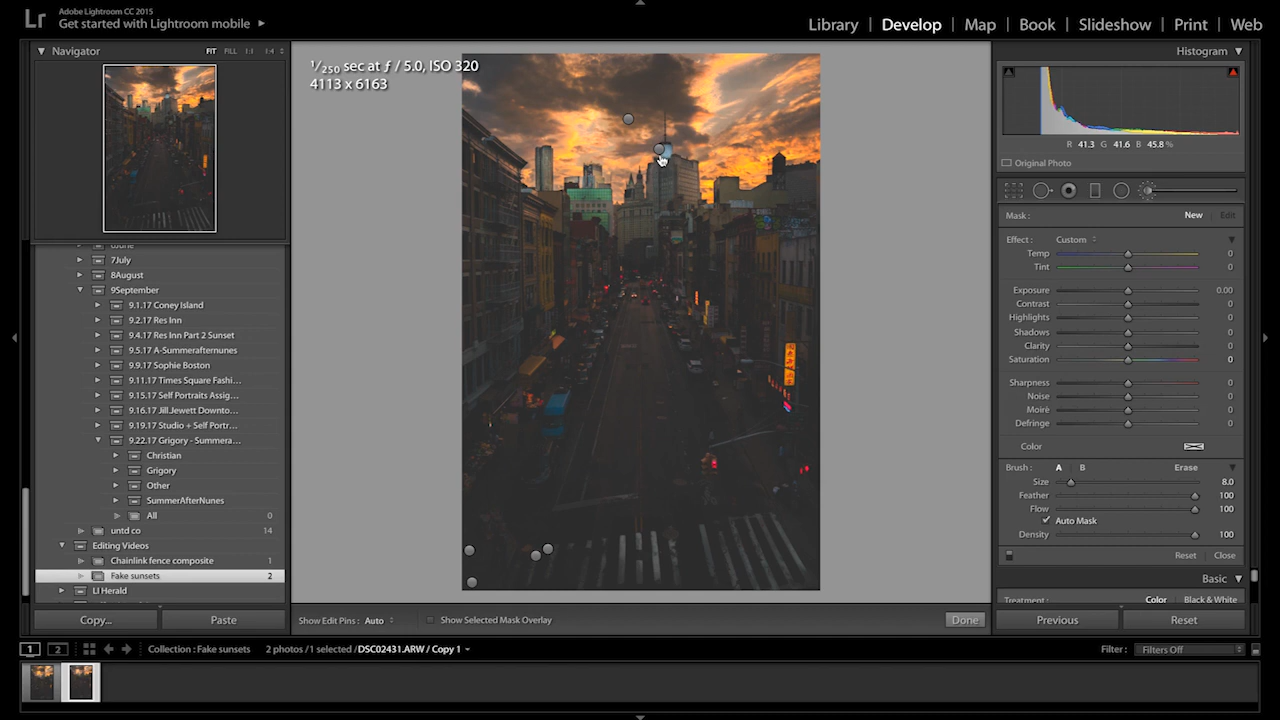 Lr
Adobe Lightroom CC 2015
Get started with Lightroom mobile
Library | Develop | Map | Book | Slideshow | Print | Web
Navigator
FIT FILL 1:1 1:4
1/250 sec at ƒ / 5.0, ISO 320
4113 x 6163
7July
8August
9September
9.1.17 Coney Island
9.2.17 Res Inn
9.4.17 Res Inn Part 2 Sunset
9.5.17 A-Summerafternunes
9.9.17 Sophie Boston
9.11.17 Times Square Fashi...
9.15.17 Self Portraits Assig...
9.16.17 Jill Jewett Downto...
9.19.17 Studio + Self Portr...
9.22.17 Grigory - Summera...
Christian
Grigory
Other
SummerAfterNunes
All 0
untd co 14
Editing Videos
Chainlink fence composite 1
Fake sunsets 2
LI Herald
Copy... Paste
Histogram
R 41.3 G 41.6 B 45.8 %
Original Photo
Mask : New Edit
Effect : Custom
Temp 0
Tint 0
Exposure 0.00
Contrast 0
Highlights 0
Shadows 0
Clarity 0
Saturation 0
Sharpness 0
Noise 0
Moiré 0
Defringe 0
Color
Brush : A B Erase
Size 8.0
Feather 100
Flow 100
Auto Mask
Density 100
Reset Close
Basic
Treatment : Color Black & White
Previous Reset
Show Edit Pins : Auto Show Selected Mask Overlay Done
1 2 Collection : Fake sunsets 2 photos / 1 selected / DSC02431.ARW / Copy 1 Filter : Filters Off